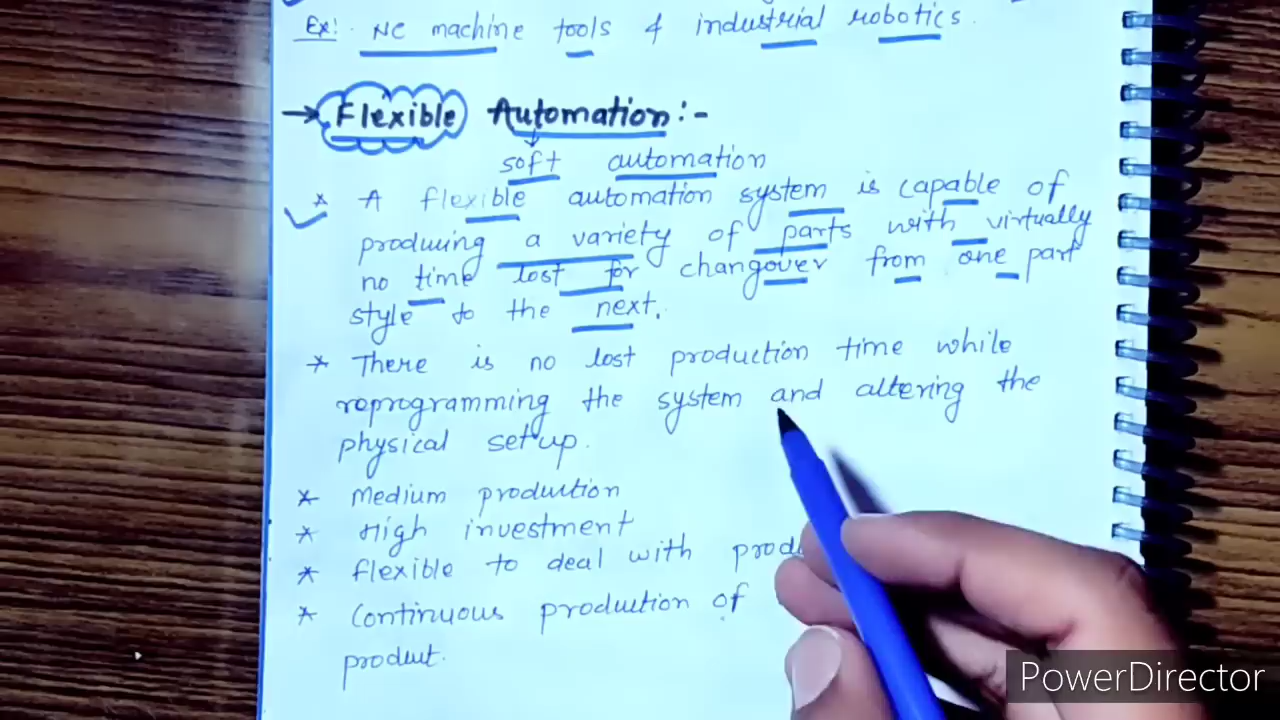 Ex: NC machine tools & industrial robotics.
→ Flexible Automation:-
soft automation
* A flexible automation system is capable of
produing a variety of parts with virtually
no time lost for changover from one part
style to the next.
* There is no lost production time while
reprogramming the system and altering the
physical setup.
* Medium production
* High investment
* flexible to deal with
* Continuous production of
product.
PowerDirector